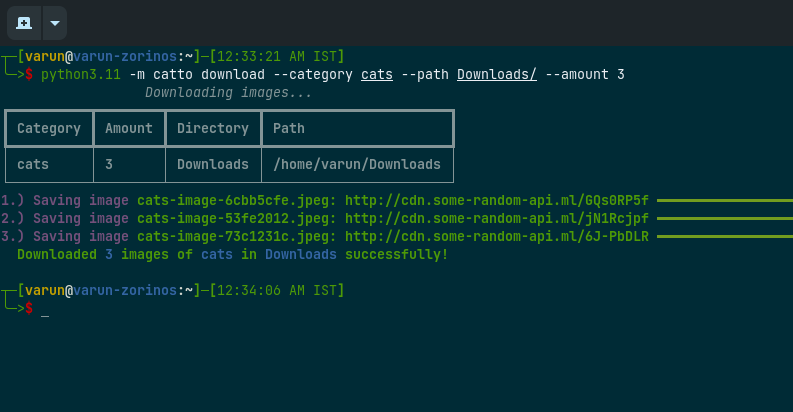 [varun@varun-zorinos:~]-[12:33:21 AM IST]
->$ python3.11 -m catto download --category cats --path Downloads/ --amount 3
Downloading images...
Category Amount Directory Path
cats 3 Downloads /home/varun/Downloads
1.) Saving image cats-image-6cbb5cfe.jpeg: http://cdn.some-random-api.ml/GQs0RP5f
2.) Saving image cats-image-53fe2012.jpeg: http://cdn.some-random-api.ml/jN1Rcjpf
3.) Saving image cats-image-73c1231c.jpeg: http://cdn.some-random-api.ml/6J-PbDLR
Downloaded 3 images of cats in Downloads successfully!
[varun@varun-zorinos:~]-[12:34:06 AM IST]
->$ _